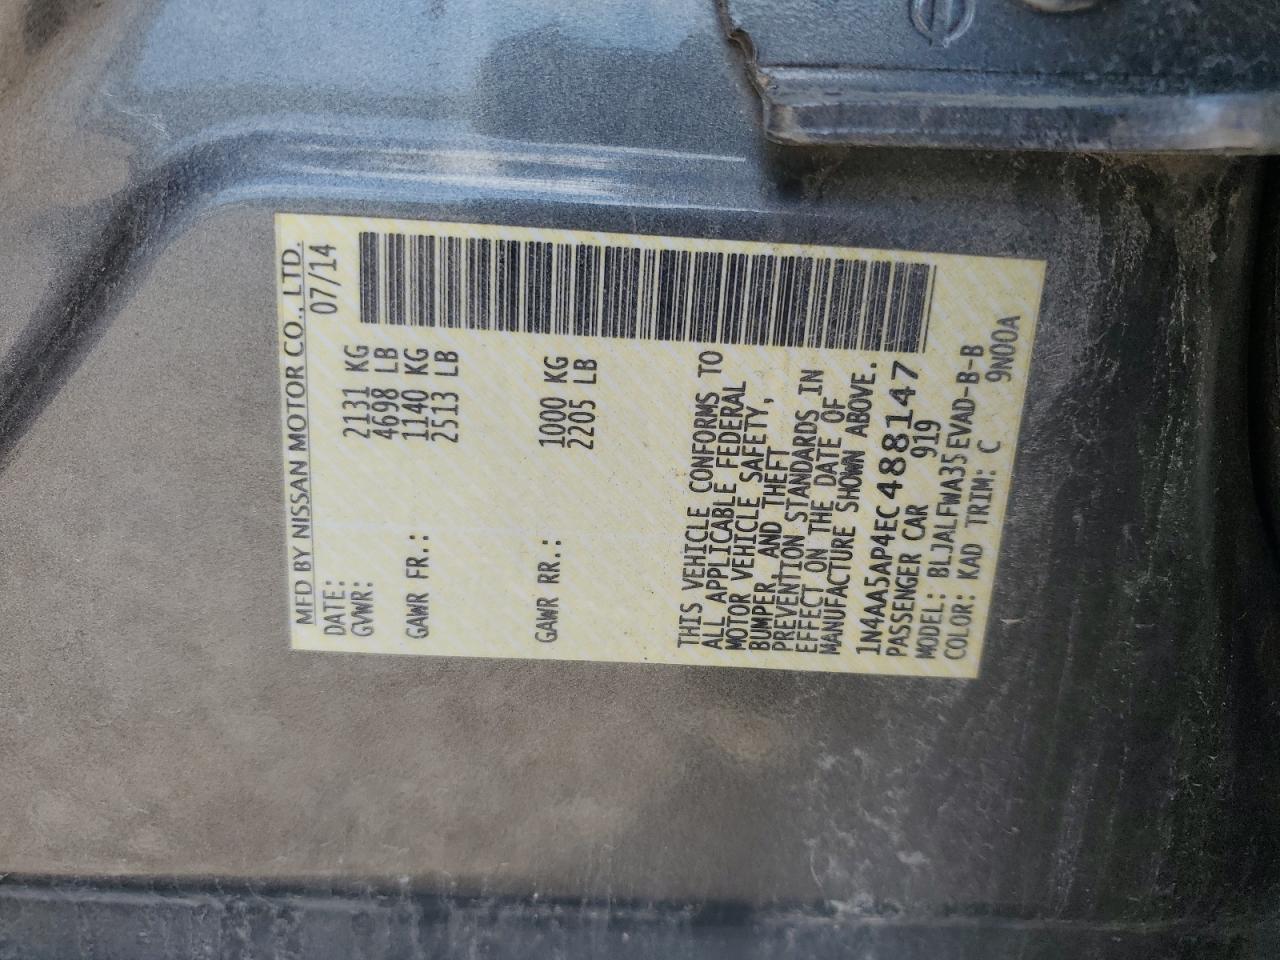 MFD BY NISSAN MOTOR CO., LTD.
DATE: 07/14
GVWR: 2131 KG
4698 LB
GAWR FR.: 1140 KG
2513 LB
GAWR RR.: 1000 KG
2205 LB
THIS VEHICLE CONFORMS TO
ALL APPLICABLE FEDERAL
MOTOR VEHICLE SAFETY,
BUMPER, AND THEFT
PREVENTION STANDARDS IN
EFFECT ON THE DATE OF
MANUFACTURE SHOWN ABOVE.
1N4AA5AP4EC488147
PASSENGER CAR 919
MODEL: BLJALFWA35EVAD-B-B
COLOR: KAD TRIM: C 9N00A